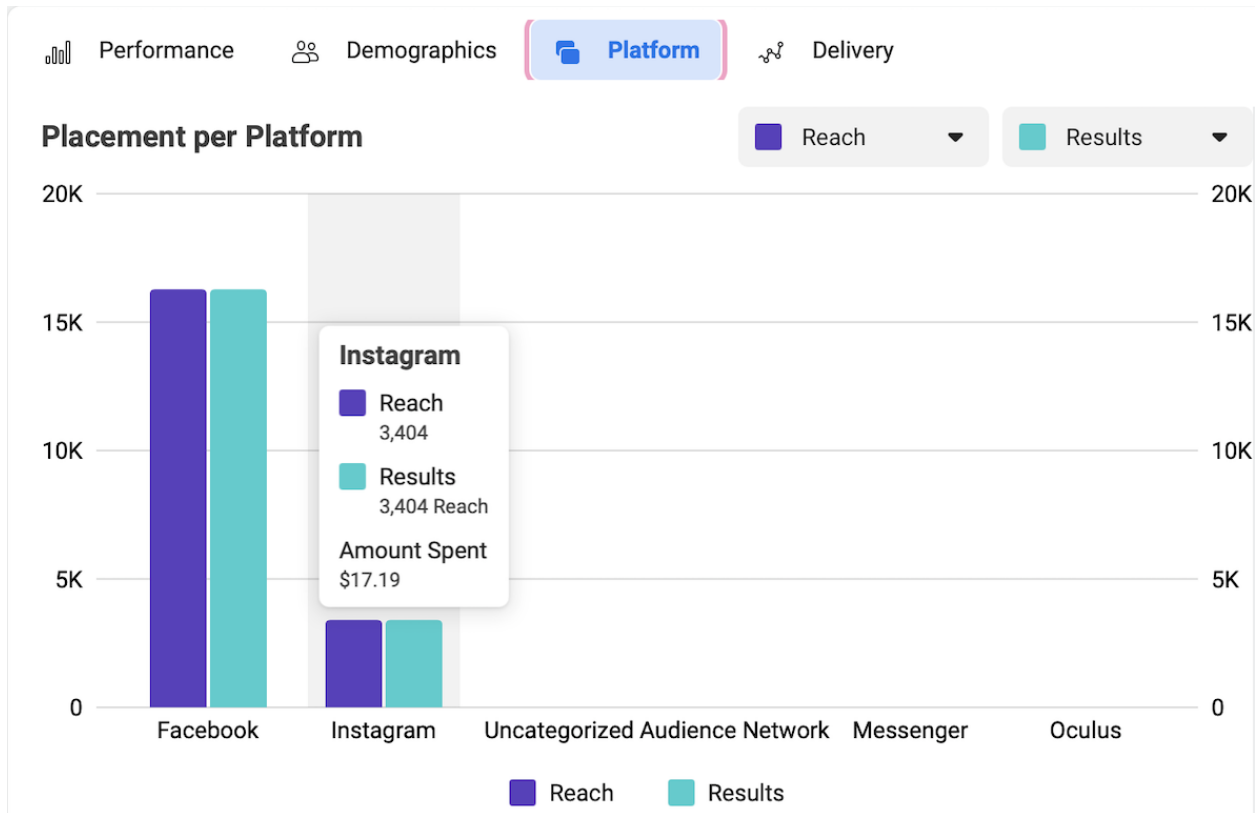 Performance Demographics Platform Delivery
Placement per Platform Reach Results
20K 20K
15K 15K
Instagram
Reach
3,404
10K 10K
Results
3,404 Reach
Amount Spent
5K $17.19 5K
0 0
Facebook Instagram Uncategorized Audience Network Messenger Oculus
Reach Results